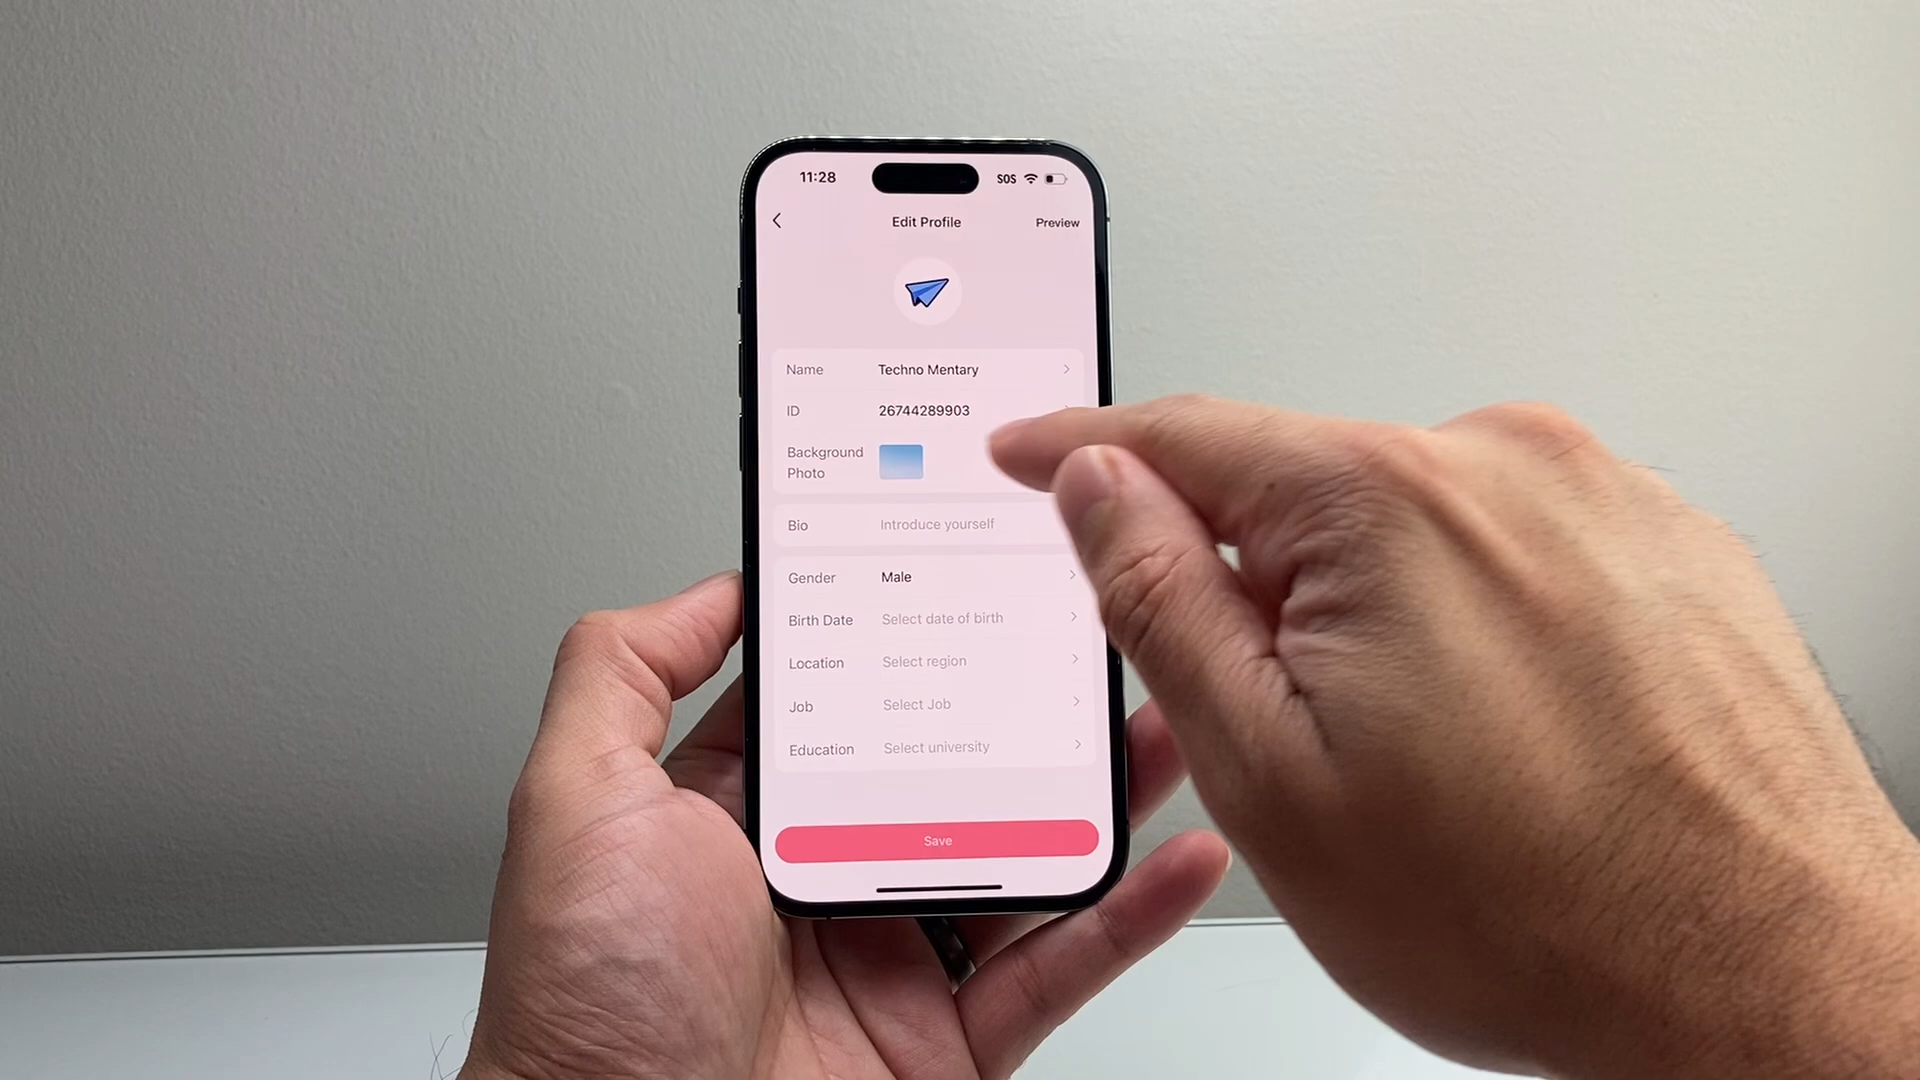 11:28 SOS
Edit Profile Preview
Name Techno Mentary
ID 26744289903
Background
Photo
Bio Introduce yourself
Gender Male
Birth Date Select date of birth
Location Select region
Job Select Job
Education Select university
Save